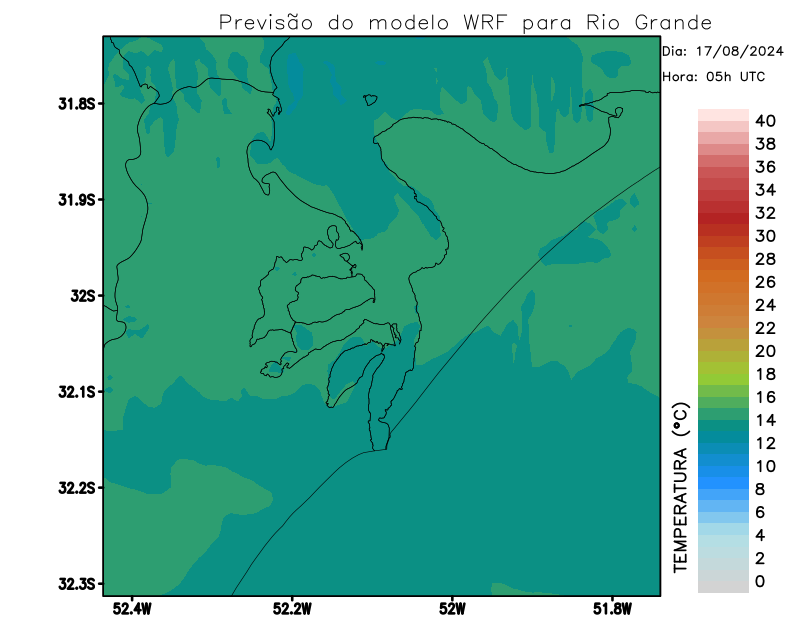 Previsão do modelo WRF para Rio Grande
Dia: 17/08/2024
Hora: 05h UTC
31.8S
31.9S
32S
32.1S
32.2S
32.3S
52.4W
52.2W
52W
51.8W
TEMPERATURA (°C)
40
38
36
34
32
30
28
26
24
22
20
18
16
14
12
10
8
6
4
2
0